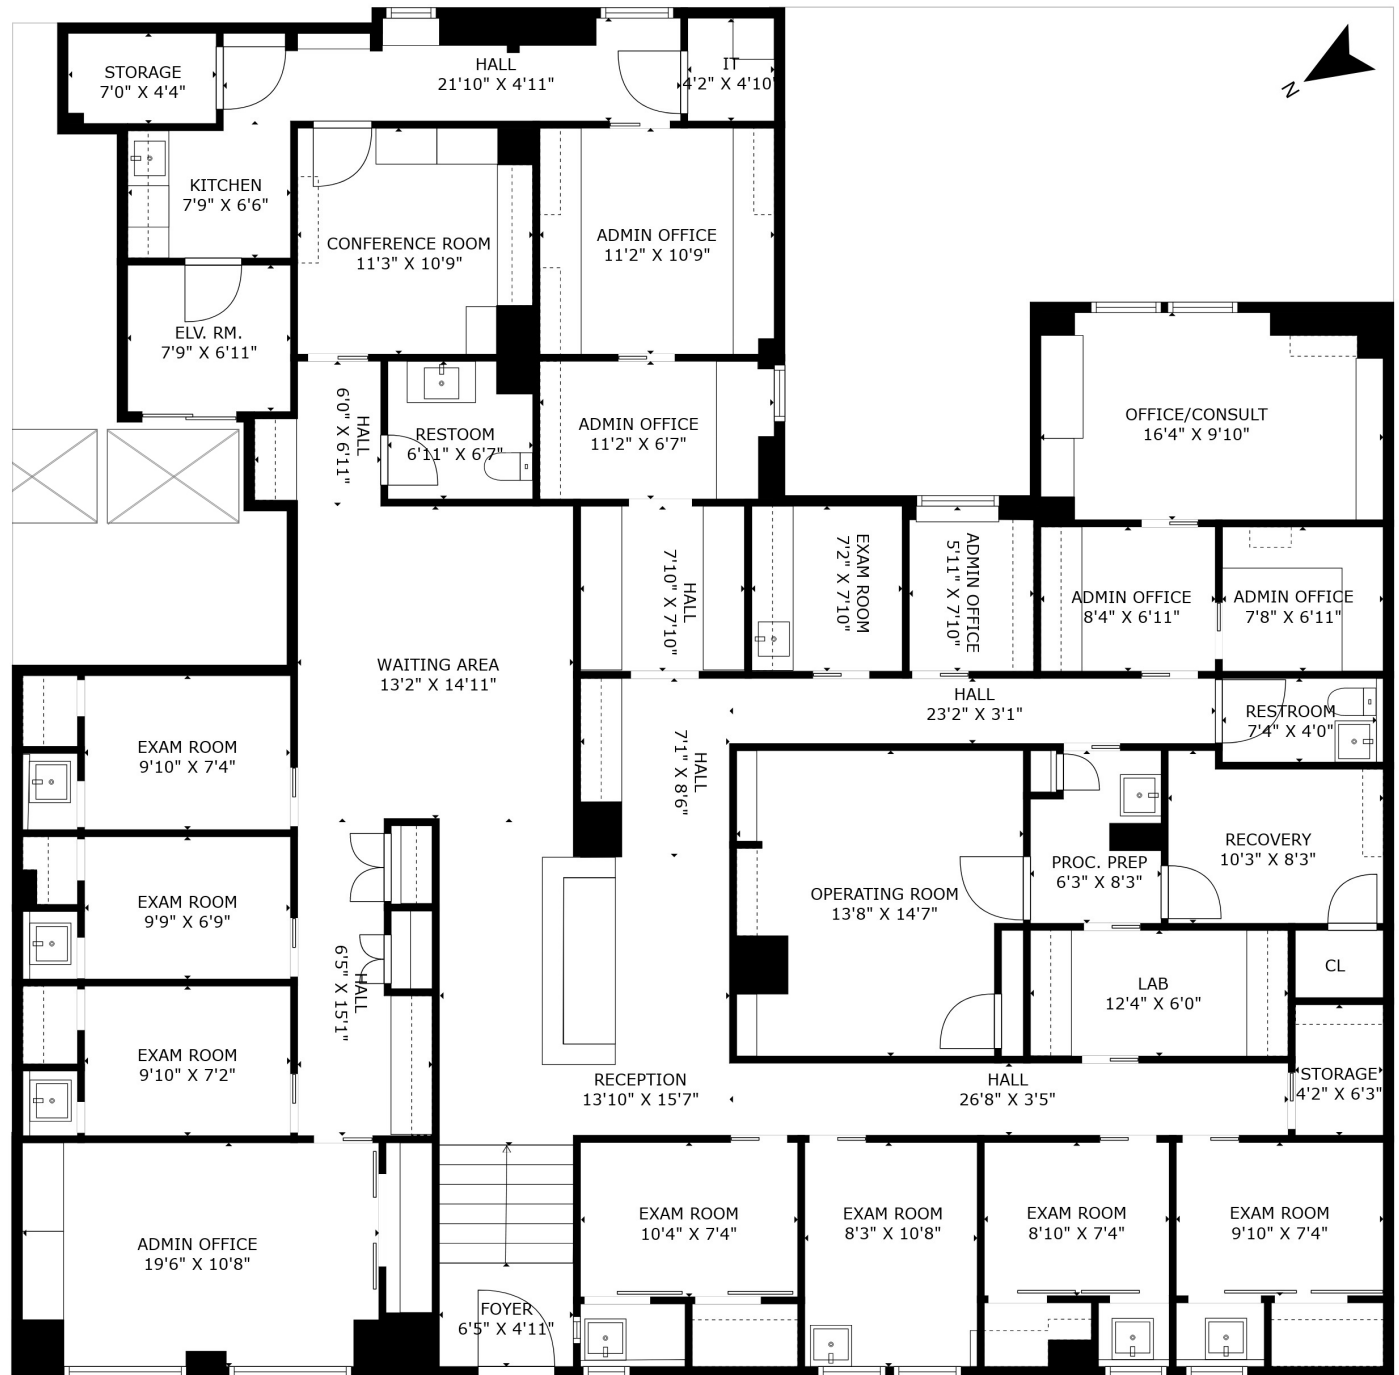 STORAGE
7'0" X 4'4"
HALL
21'10" X 4'11"
IT
4'2" X 4'10"
N
KITCHEN
7'9" X 6'6"
CONFERENCE ROOM
11'3" X 10'9"
ADMIN OFFICE
11'2" X 10'9"
ELV. RM.
7'9" X 6'11"
HALL
6'0" X 6'11"
RESTOOM
6'11" X 6'7"
ADMIN OFFICE
11'2" X 6'7"
OFFICE/CONSULT
16'4" X 9'10"
HALL
7'10" X 7'10"
EXAM ROOM
7'2" X 7'10"
ADMIN OFFICE
5'11" X 7'10"
ADMIN OFFICE
8'4" X 6'11"
ADMIN OFFICE
7'8" X 6'11"
WAITING AREA
13'2" X 14'11"
HALL
23'2" X 3'1"
RESTROOM
7'4" X 4'0"
EXAM ROOM
9'10" X 7'4"
HALL
7'1" X 8'6"
RECOVERY
10'3" X 8'3"
PROC. PREP
6'3" X 8'3"
OPERATING ROOM
13'8" X 14'7"
EXAM ROOM
9'9" X 6'9"
HALL
6'5" X 15'1"
CL
LAB
12'4" X 6'0"
EXAM ROOM
9'10" X 7'2"
RECEPTION
13'10" X 15'7"
HALL
26'8" X 3'5"
STORAGE
4'2" X 6'3"
ADMIN OFFICE
19'6" X 10'8"
EXAM ROOM
10'4" X 7'4"
EXAM ROOM
8'3" X 10'8"
EXAM ROOM
8'10" X 7'4"
EXAM ROOM
9'10" X 7'4"
FOYER
6'5" X 4'11"